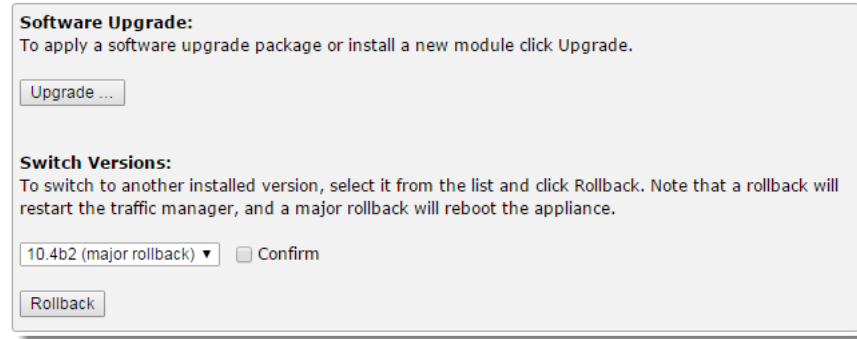 Software Upgrade:
To apply a software upgrade package or install a new module click Upgrade.
Upgrade ...
Switch Versions:
To switch to another installed version, select it from the list and click Rollback. Note that a rollback will
restart the traffic manager, and a major rollback will reboot the appliance.
10.4b2 (major rollback) Confirm
Rollback